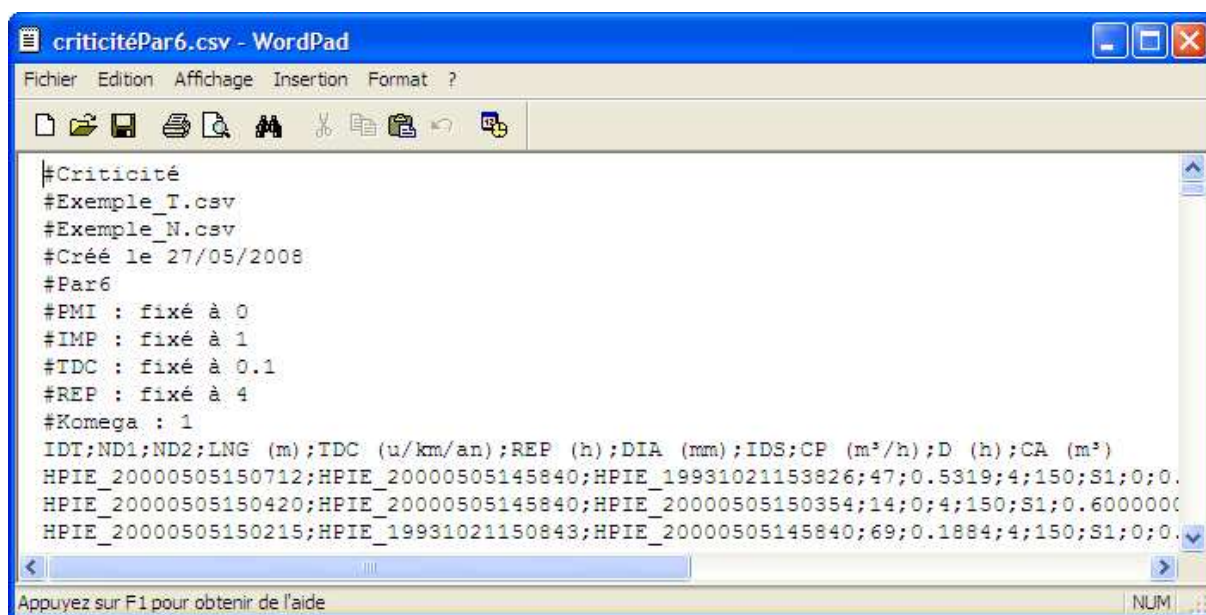 criticitéPar6.csv - WordPad
Fichier Edition Affichage Insertion Format ?
#Criticité
#Exemple_T.csv
#Exemple_N.csv
#Créé le 27/05/2008
#Par6
#PMI : fixé à 0
#IMP : fixé à 1
#TDC : fixé à 0.1
#REP : fixé à 4
#Komega : 1
IDT;ND1;ND2;LNG (m);TDC (u/km/an);REP (h);DIA (mm);IDS;CP (m³/h);D (h);CA (m³)
HPIE_20000505150712;HPIE_20000505145840;HPIE_19931021153826;47;0.5319;4;150;S1;0;0.
HPIE_20000505150420;HPIE_20000505145840;HPIE_20000505150354;14;0;4;150;S1;0.6000000
HPIE_20000505150215;HPIE_19931021150843;HPIE_20000505145840;69;0.1884;4;150;S1;0;0.
Appuyez sur F1 pour obtenir de l'aide
NUM